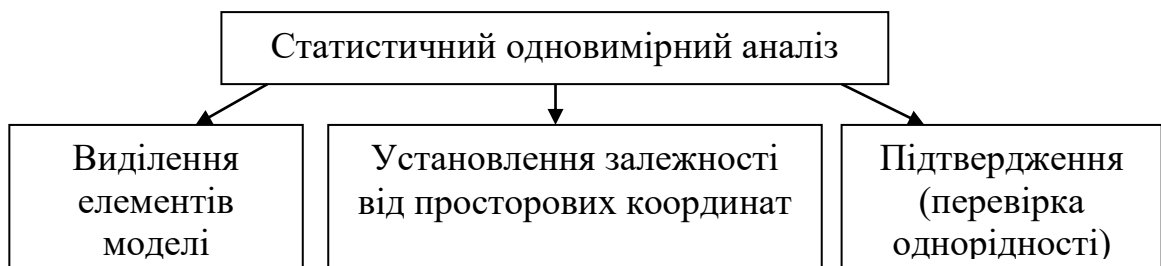 Статистичний одновимірний аналіз
Виділення
елементів
моделі
Установлення залежності
від просторових координат
Підтвердження
(перевірка
однорідності)